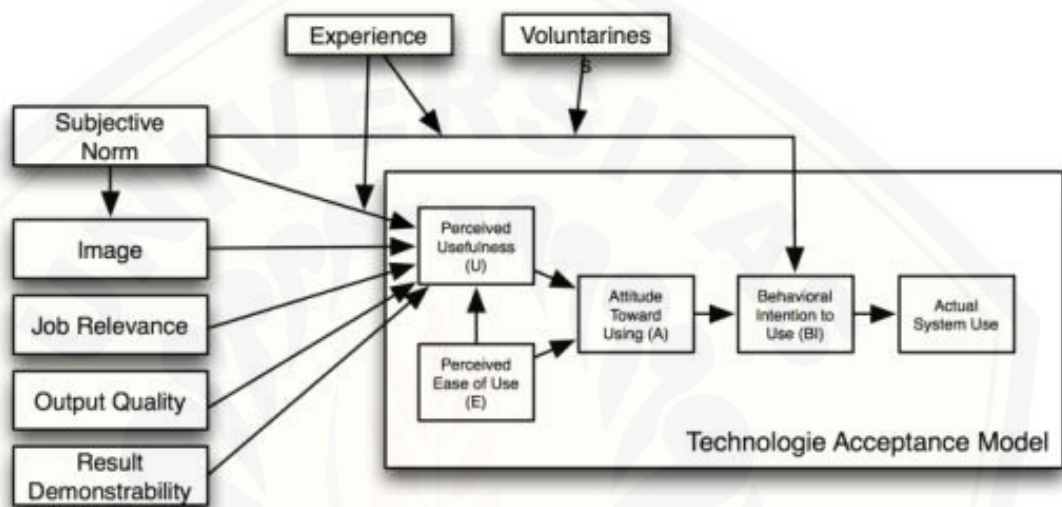 Experience
Voluntarines
s
Subjective
Norm
Image
Job Relevance
Output Quality
Result
Demonstrability
Perceived
Usefulness
(U)
Perceived
Ease of Use
(E)
Attitude
Toward
Using (A)
Behavioral
Intention to
Use (BI)
Actual
System Use
Technologie Acceptance Model
UNIVERSITAS